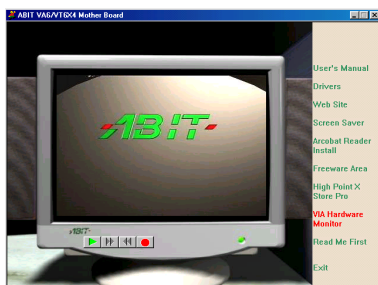 ABIT VA6/VT6X4 Mother Board
ABIT
ABIT
User's Manual
Drivers
Web Site
Screen Saver
Arcobat Reader
Install
Freeware Area
High Point X
Store Pro
VIA Hardware
Monitor
Read Me First
Exit